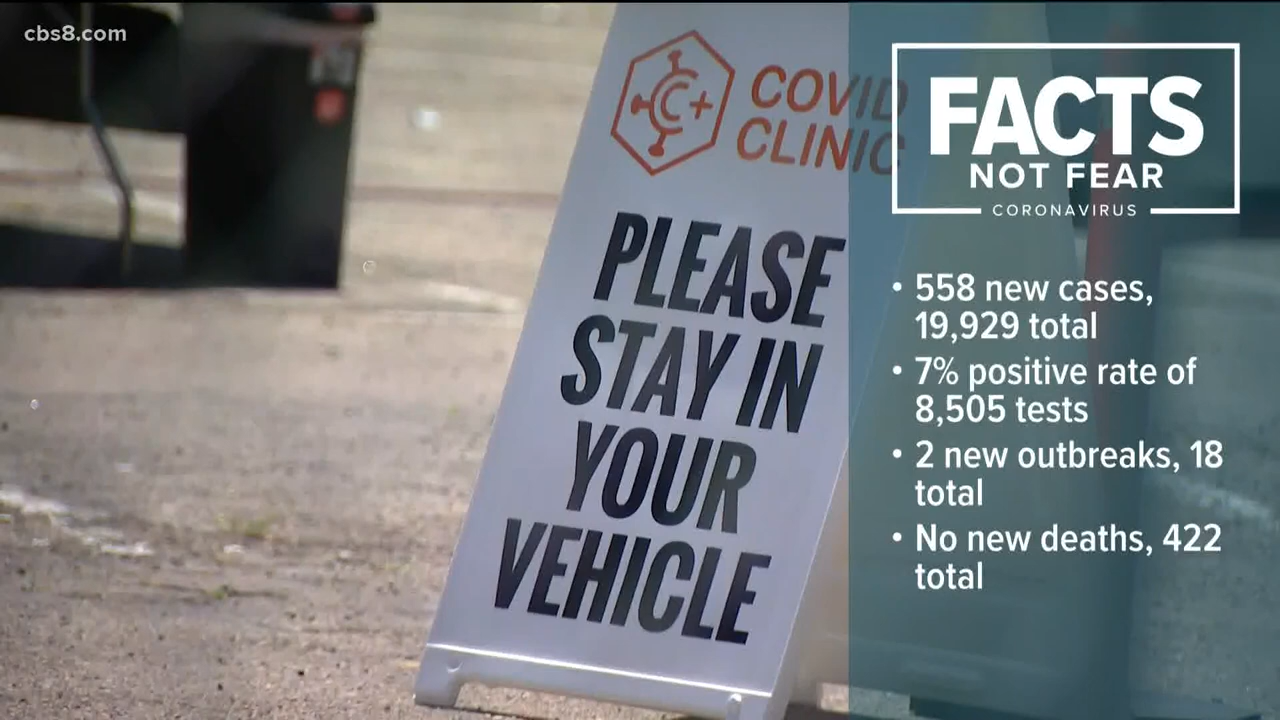 cbs8.com
COVID
CLINIC
PLEASE
STAY IN
YOUR
VEHICLE
FACTS
NOT FEAR
CORONAVIRUS
• 558 new cases,
19,929 total
• 7% positive rate of
8,505 tests
• 2 new outbreaks, 18
total
• No new deaths, 422
total